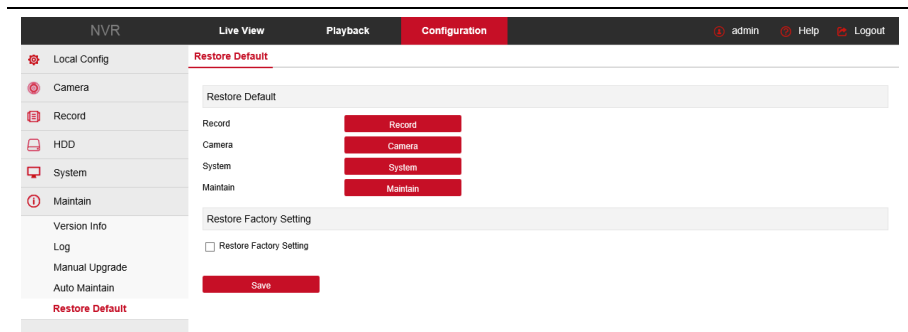 NVR Live View Playback Configuration admin Help Logout
Local Config
Camera
Record
HDD
System
Maintain
Version Info
Log
Manual Upgrade
Auto Maintain
Restore Default
Restore Default
Restore Default
Record Record
Camera Camera
System System
Maintain Maintain
Restore Factory Setting
Restore Factory Setting
Save